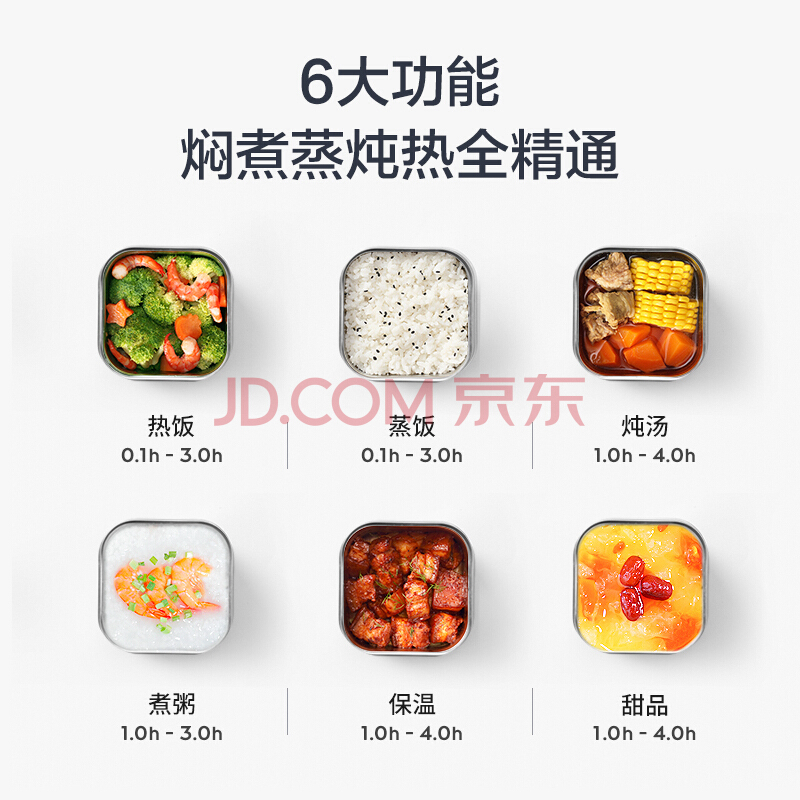 6大功能
焖煮蒸炖热全精通
JD.COM 京东
热饭
0.1h - 3.0h
蒸饭
0.1h - 3.0h
炖汤
1.0h - 4.0h
煮粥
1.0h - 3.0h
保温
1.0h - 4.0h
甜品
1.0h - 4.0h